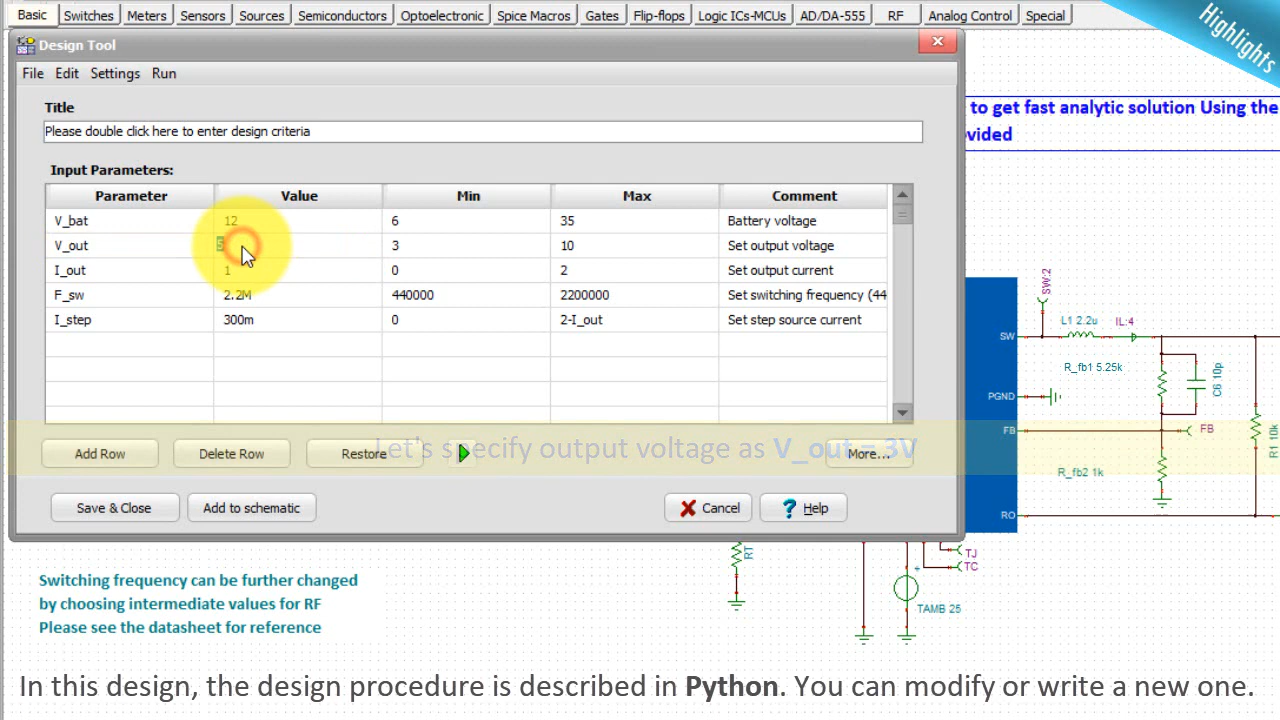 Basic Switches Meters Sensors Sources Semiconductors Optoelectronic Spice Macros Gates Flip-flops Logic ICs-MCUs AD/DA-555 RF Analog Control Special
Highlights
Design Tool
File Edit Settings Run
to get fast analytic solution Using the
Title
Please double click here to enter design criteria
vided
Input Parameters:
Parameter Value Min Max Comment
V_bat 12 6 35 Battery voltage
V_out 5 3 10 Set output voltage
I_out 1 0 2 Set output current
F_sw 2.2M 440000 2200000 Set switching frequency (44
I_step 300m 0 2-I_out Set step source current
SW:2
L1 2.2u IL:4
SW
R_fb1 5.25k
C6 10p
PGND
FB FB
R1 10k
Let's specify output voltage as V_out = 3V
Add Row Delete Row Restore More...
R_fb2 1k
Save & Close Add to schematic Cancel Help
RO
RT
TJ
TC
+
TAMB 25
Switching frequency can be further changed
by choosing intermediate values for RF
Please see the datasheet for reference
In this design, the design procedure is described in Python. You can modify or write a new one.